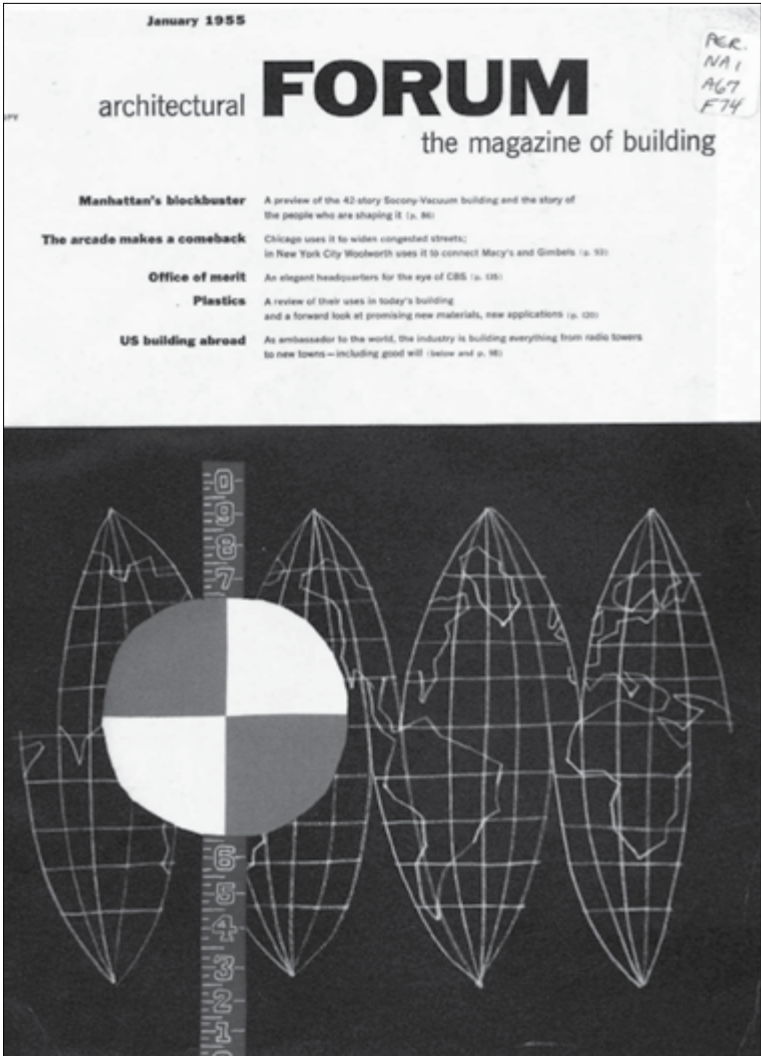 January 1955
PER.
NA1
A67
F74
architectural FORUM
the magazine of building
Manhattan's blockbuster A preview of the 42-story Socony-Vacuum building and the story of
the people who are shaping it (p. 86)
The arcade makes a comeback Chicago uses it to widen congested streets;
in New York City Woolworth uses it to connect Macy's and Gimbels (p. 93)
Office of merit An elegant headquarters for the eye of CBS (p.
Plastics A review of their uses in today's building
and a forward look at promising new materials, new applications (p. 120)
US building abroad As ambassador to the world, the industry is building everything from radio towers
to new towns—including good will (below and p. 98)
0
9
8
7
6
5
4
3
2
1